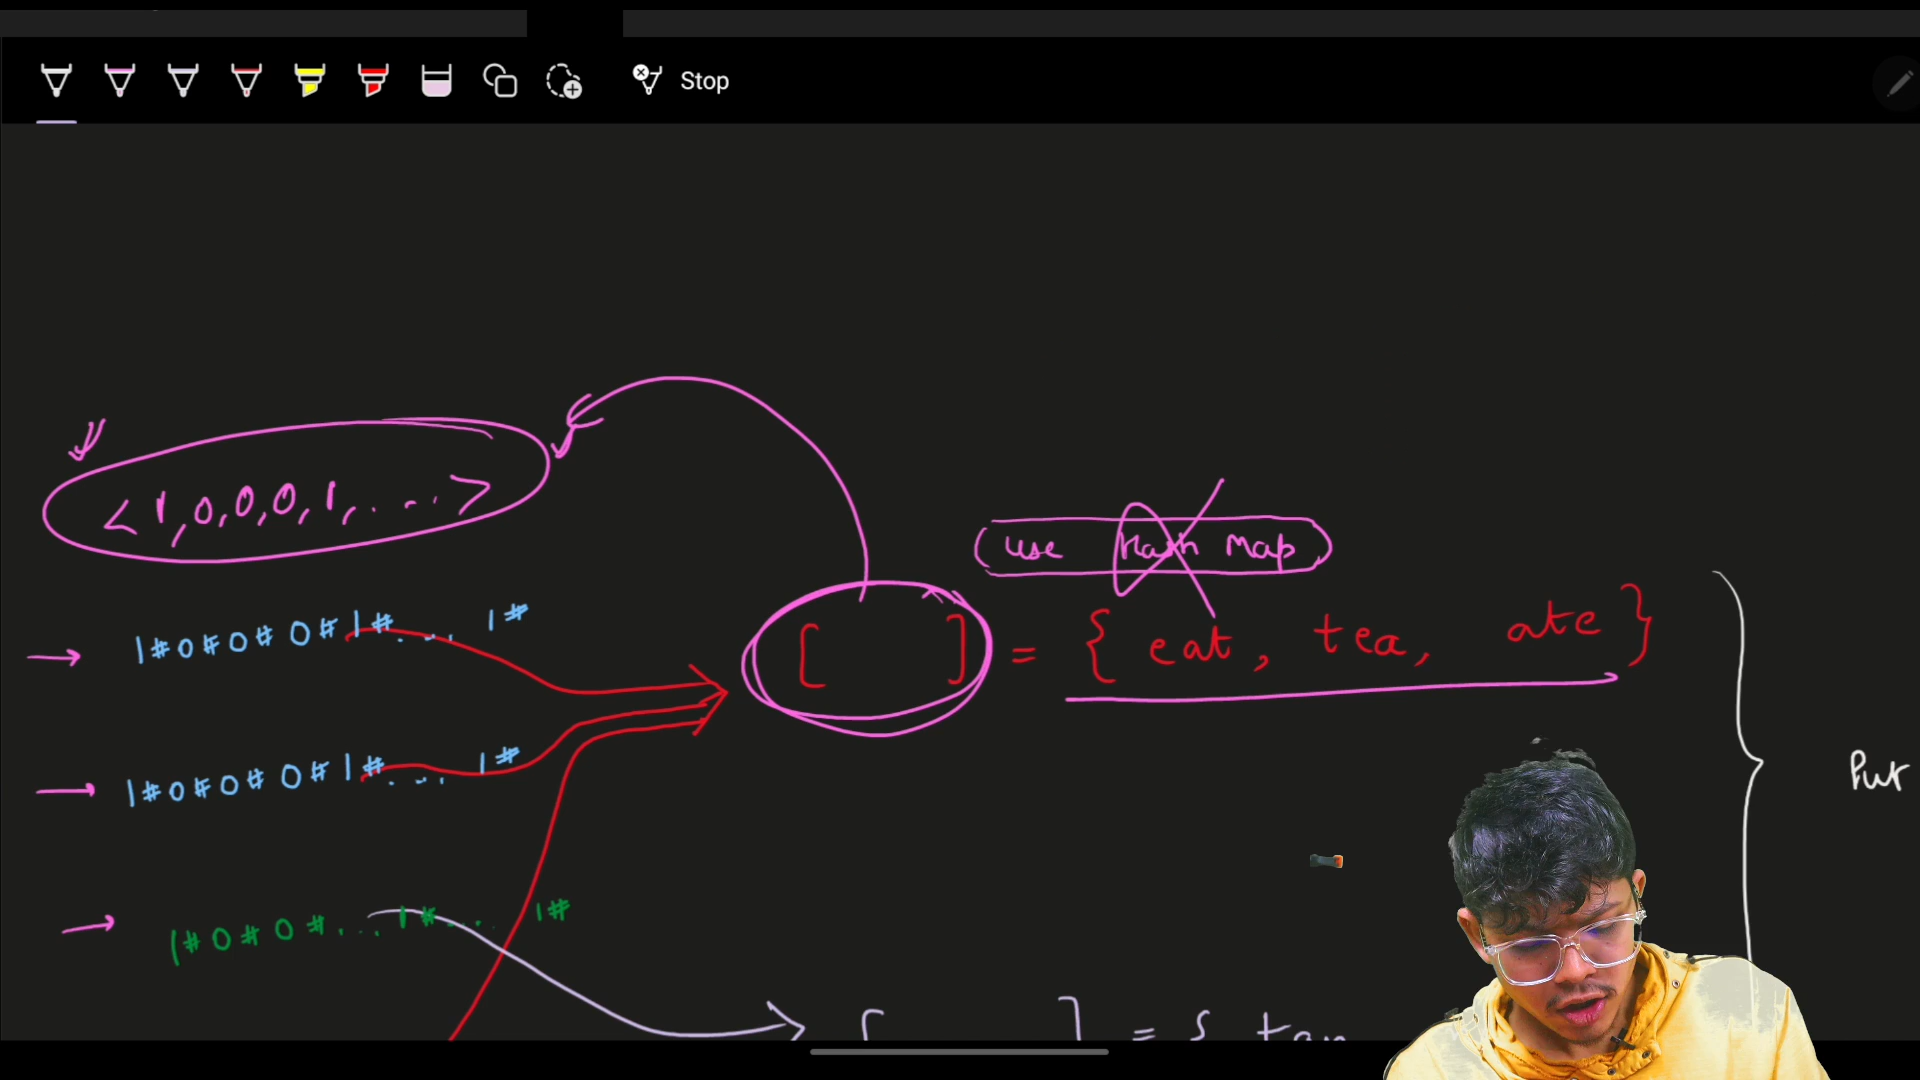 Stop
<1,0,0,0,1,...>
(use Hash Map)
1#0#0#0#1#... 1#
[ ] = { eat, tea, ate }
1#0#0#0#1#... 1#
Put
1#0#0#...1#... 1#
[ ] = { tan